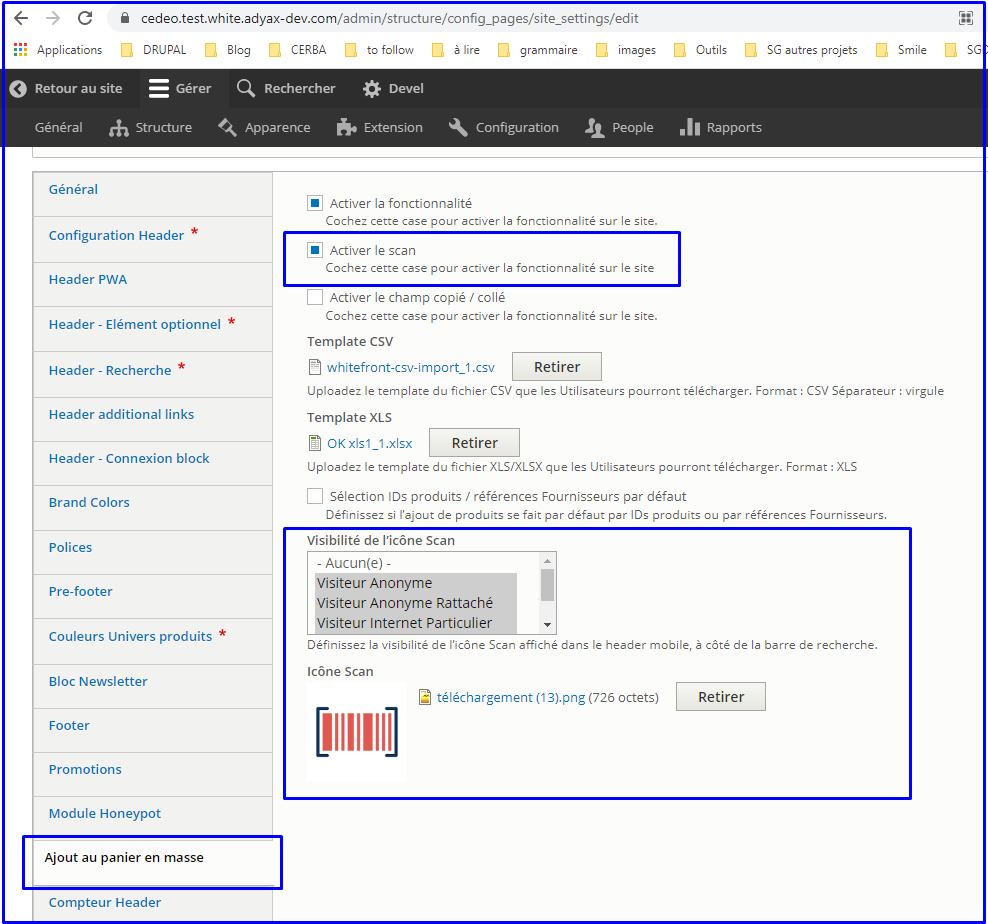 cedeo.test.white.adyax-dev.com/admin/structure/config_pages/site_settings/edit
Applications DRUPAL Blog CERBA to follow à lire grammaire images Outils SG autres projets Smile
Retour au site Gérer Rechercher Devel
Général Structure Apparence Extension Configuration People Rapports
Général
Configuration Header *
Header PWA
Header - Elément optionnel *
Header - Recherche *
Header additional links
Header - Connexion block
Brand Colors
Polices
Pre-footer
Couleurs Univers produits *
Bloc Newsletter
Footer
Promotions
Module Honeypot
Ajout au panier en masse
Compteur Header
Activer la fonctionnalité
Cochez cette case pour activer la fonctionnalité sur le site.
Activer le scan
Cochez cette case pour activer la fonctionnalité sur le site
Activer le champ copié / collé
Cochez cette case pour activer la fonctionnalité sur le site.
Template CSV
whitefront-csv-import_1.csv Retirer
Uploadez le template du fichier CSV que les Utilisateurs pourront télécharger. Format : CSV Séparateur : virgule
Template XLS
OK xls1_1.xlsx Retirer
Uploadez le template du fichier XLS/XLSX que les Utilisateurs pourront télécharger. Format : XLS
Sélection IDs produits / références Fournisseurs par défaut
Définissez si l'ajout de produits se fait par défaut par IDs produits ou par références Fournisseurs.
Visibilité de l'icône Scan
- Aucun(e) -
Visiteur Anonyme
Visiteur Anonyme Rattaché
Visiteur Internet Particulier
Définissez la visibilité de l'icône Scan affiché dans le header mobile, à côté de la barre de recherche.
Icône Scan
téléchargement (13).png (726 octets) Retirer